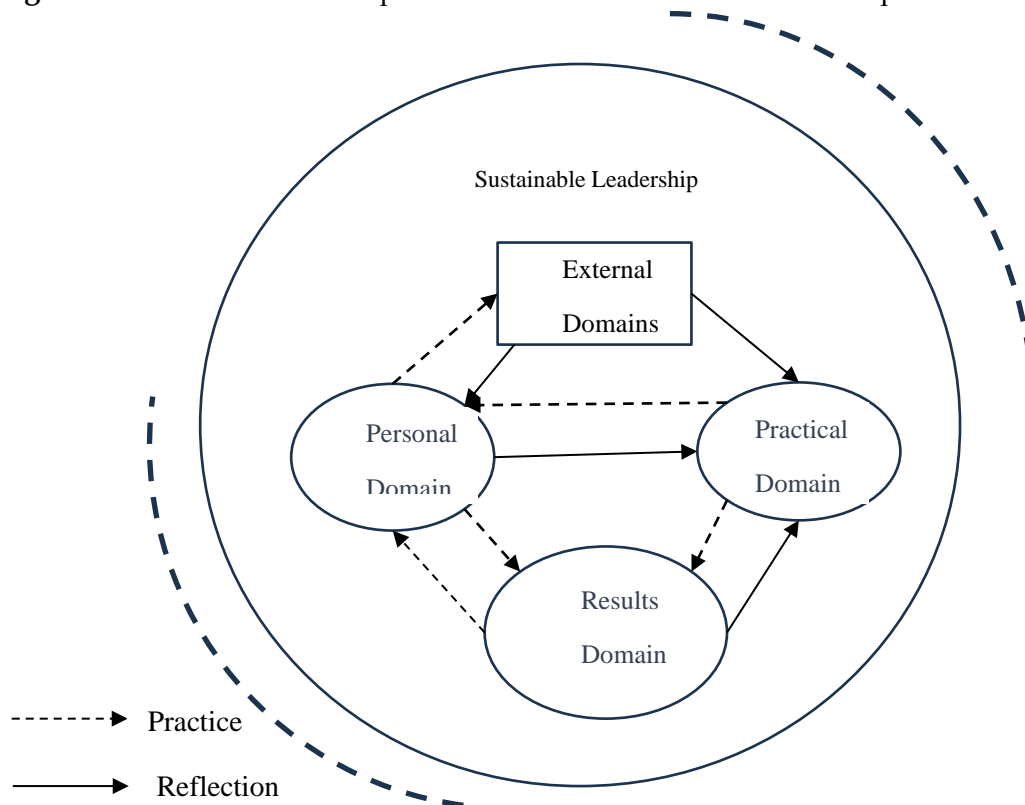 Sustainable Leadership
External
Domains
Personal
Domain
Practical
Domain
Results
Domain
Practice
Reflection